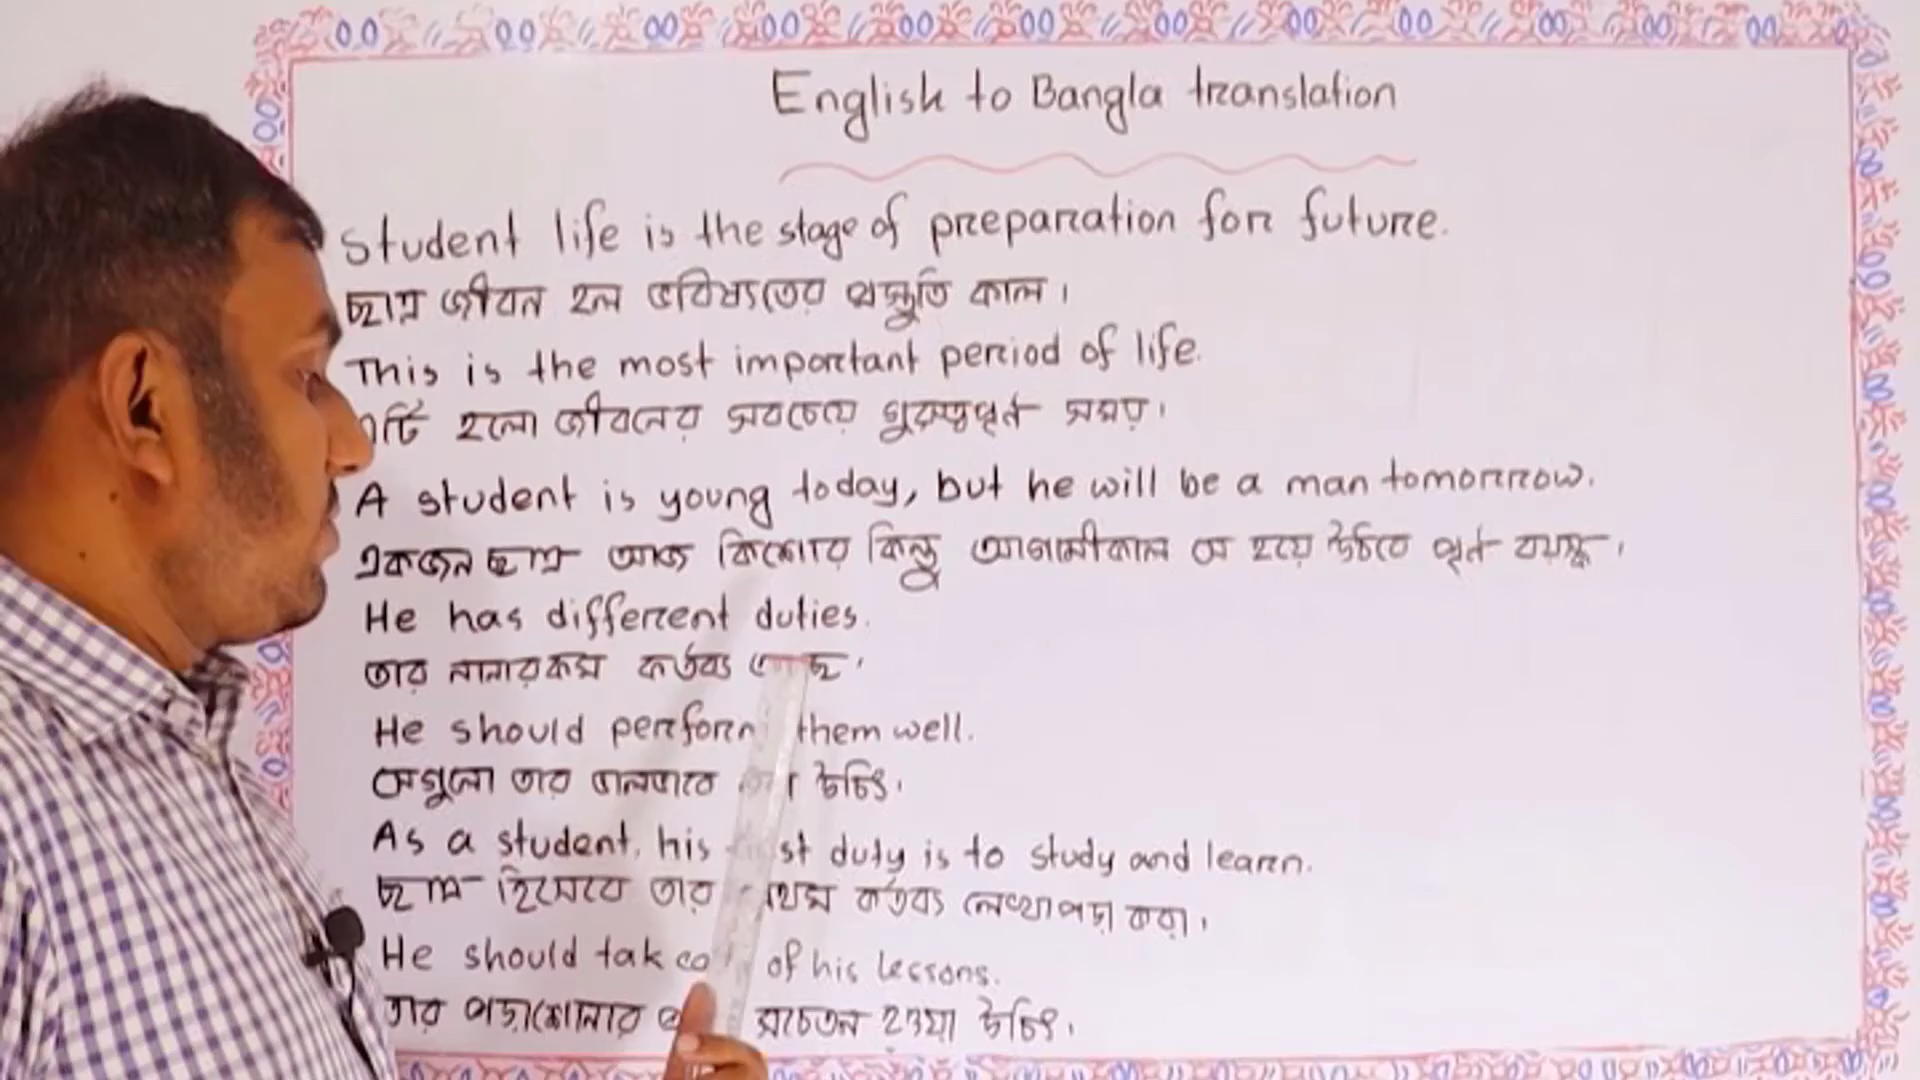 English to Bangla translation
Student life is the stage of preparation for future.
ছাত্র জীবন হল ভবিষ্যতের প্রস্তুতি কাল।
This is the most important period of life.
হলো জীবনের সবচেয়ে গুরুত্বপূর্ণ সময়।
A student is young today, but he will be a man tomorrow.
একজন ছাত্র আজ কিশোর কিন্তু আগামীকাল সে হয়ে উঠবে পূর্ণ বয়স্ক।
He has different duties.
তার নানারকম কর্তব্য
He should perform them well.
সেগুলো তার ভালভাবে উচিৎ।
As a student, his duty is to study and learn.
ছাত্র হিসেবে তার কর্তব্য লেখাপড়া করা।
He should of his lessons.
তার পড়াশোনার সচেতন হওয়া উচিৎ।